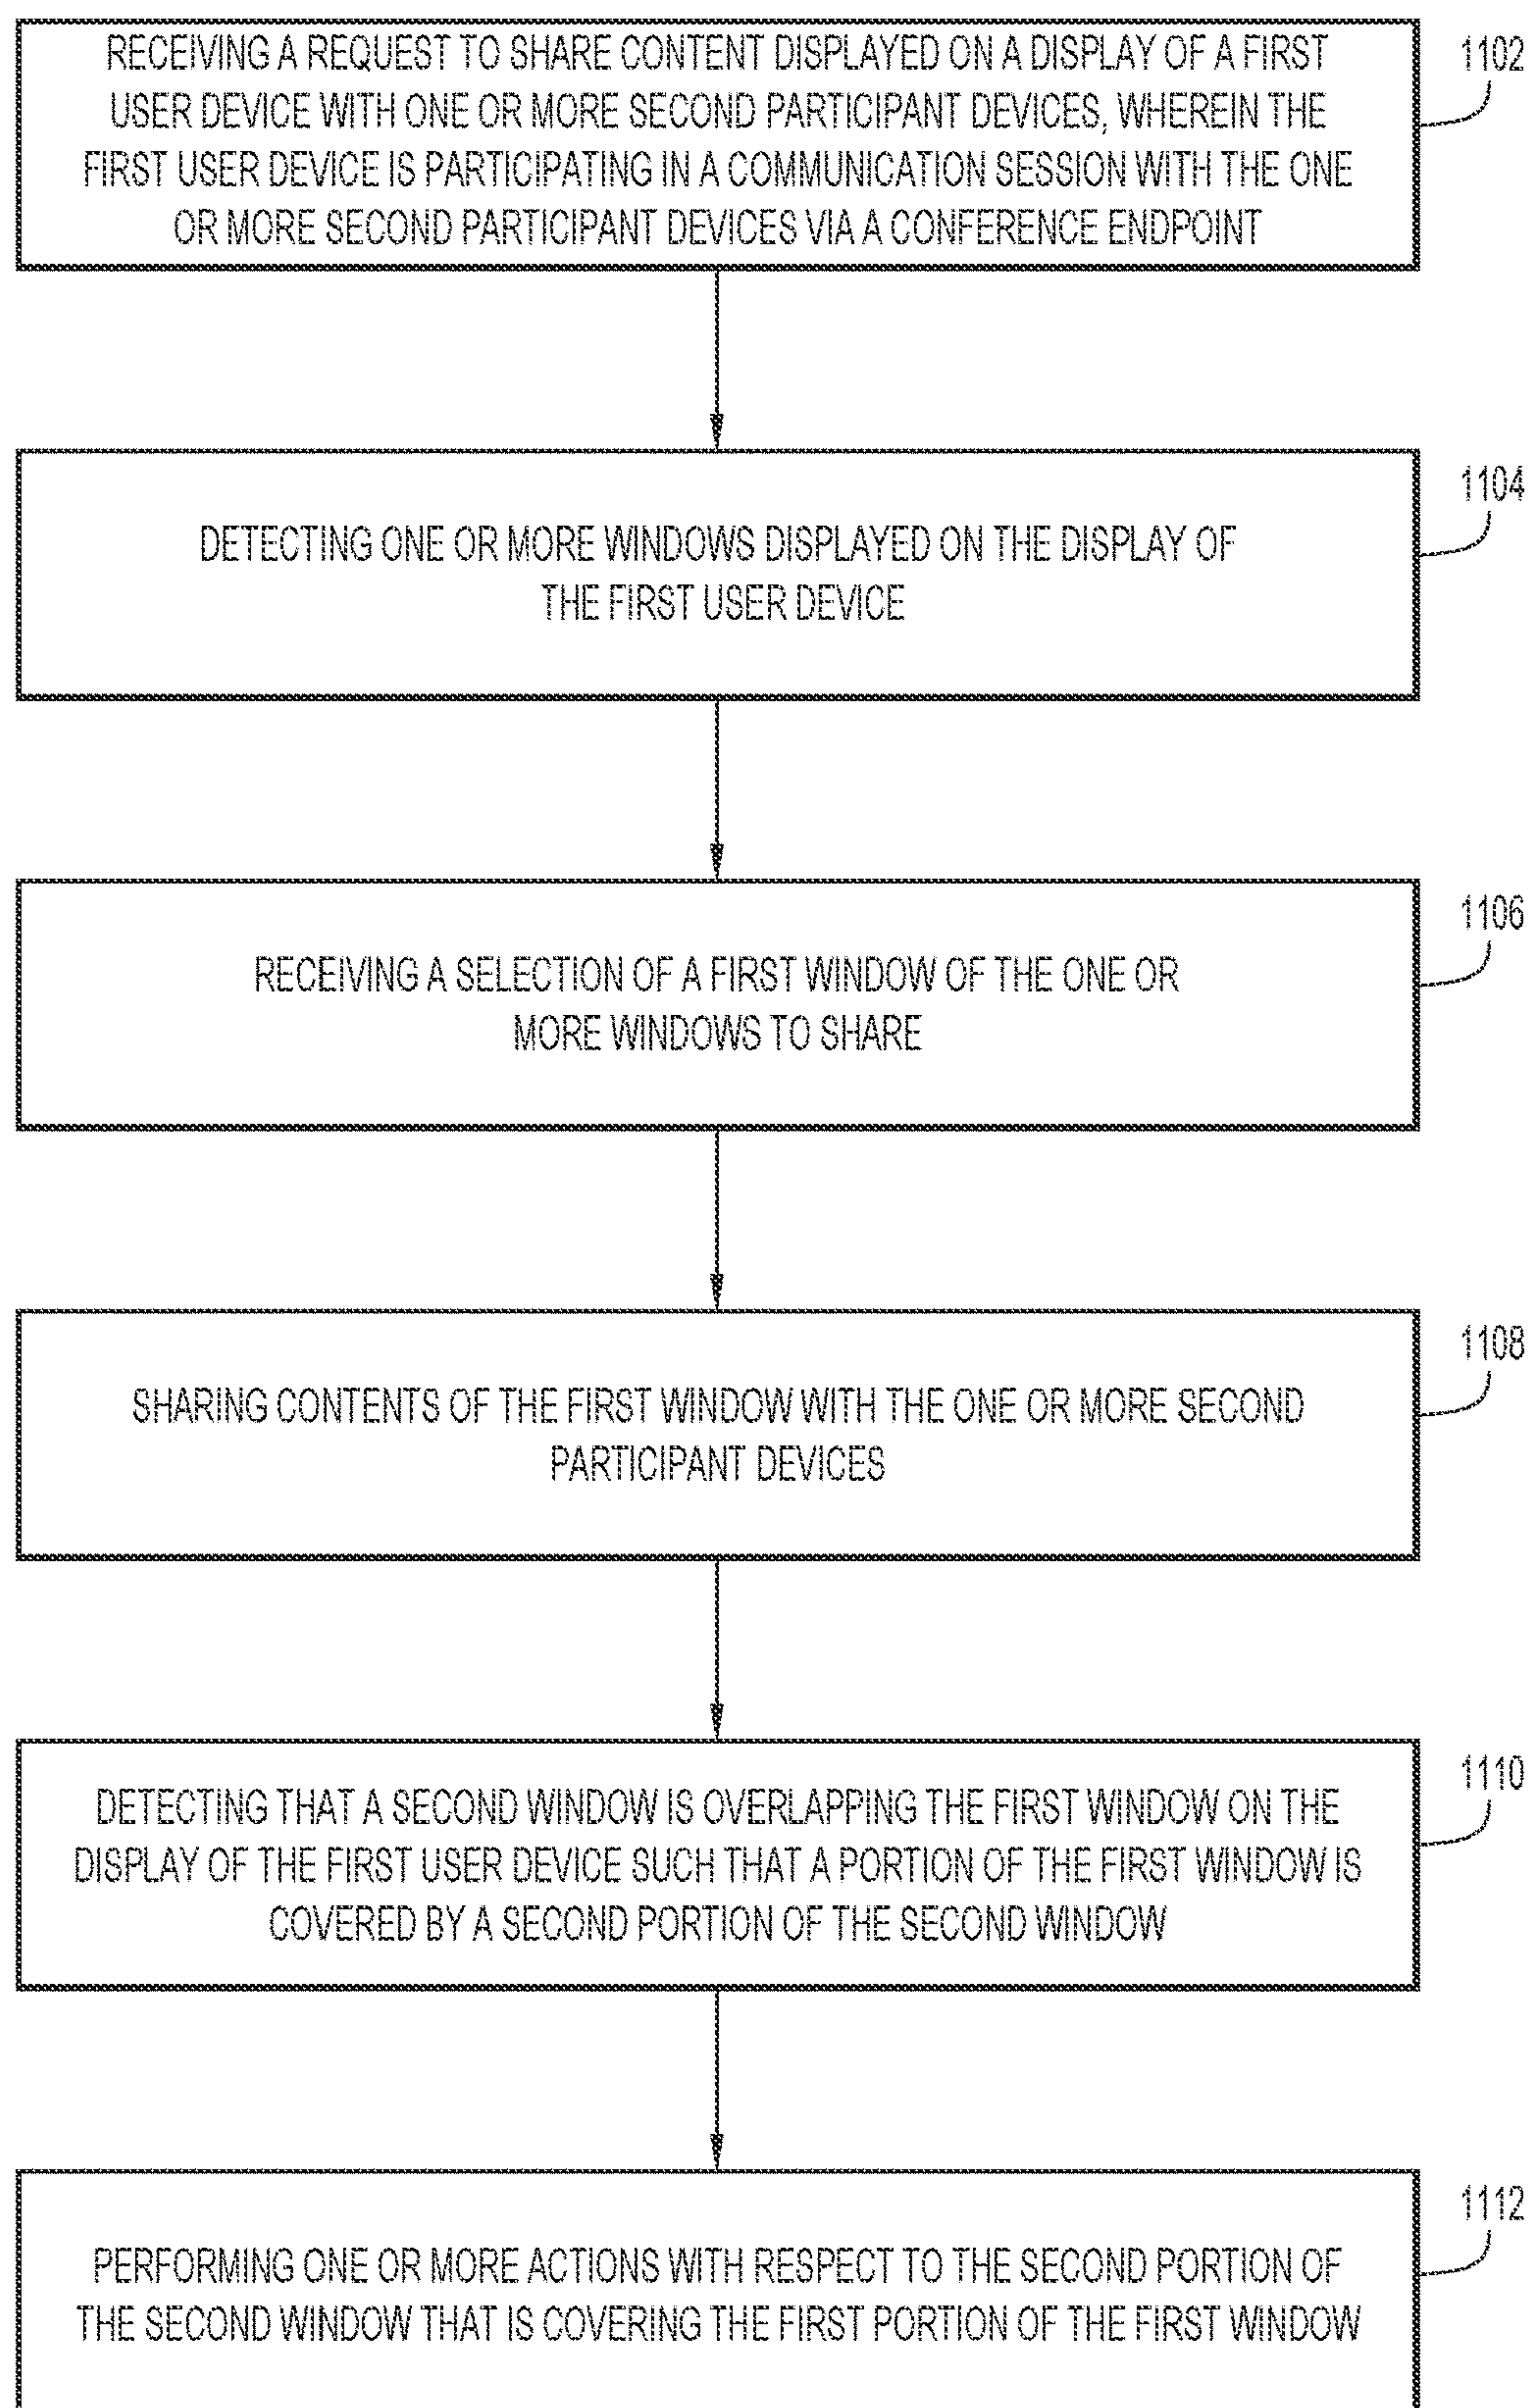 RECEIVING A REQUEST TO SHARE CONTENT DISPLAYED ON A DISPLAY OF A FIRST
USER DEVICE WITH ONE OR MORE SECOND PARTICIPANT DEVICES, WHEREIN THE
FIRST USER DEVICE IS PARTICIPATING IN A COMMUNICATION SESSION WITH THE ONE
OR MORE SECOND PARTICIPANT DEVICES VIA A CONFERENCE ENDPOINT
1102
DETECTING ONE OR MORE WINDOWS DISPLAYED ON THE DISPLAY OF
THE FIRST USER DEVICE
1104
RECEIVING A SELECTION OF A FIRST WINDOW OF THE ONE OR
MORE WINDOWS TO SHARE
1106
SHARING CONTENTS OF THE FIRST WINDOW WITH THE ONE OR MORE SECOND
PARTICIPANT DEVICES
1108
DETECTING THAT A SECOND WINDOW IS OVERLAPPING THE FIRST WINDOW ON THE
DISPLAY OF THE FIRST USER DEVICE SUCH THAT A PORTION OF THE FIRST WINDOW IS
COVERED BY A SECOND PORTION OF THE SECOND WINDOW
1110
PERFORMING ONE OR MORE ACTIONS WITH RESPECT TO THE SECOND PORTION OF
THE SECOND WINDOW THAT IS COVERING THE FIRST PORTION OF THE FIRST WINDOW
1112